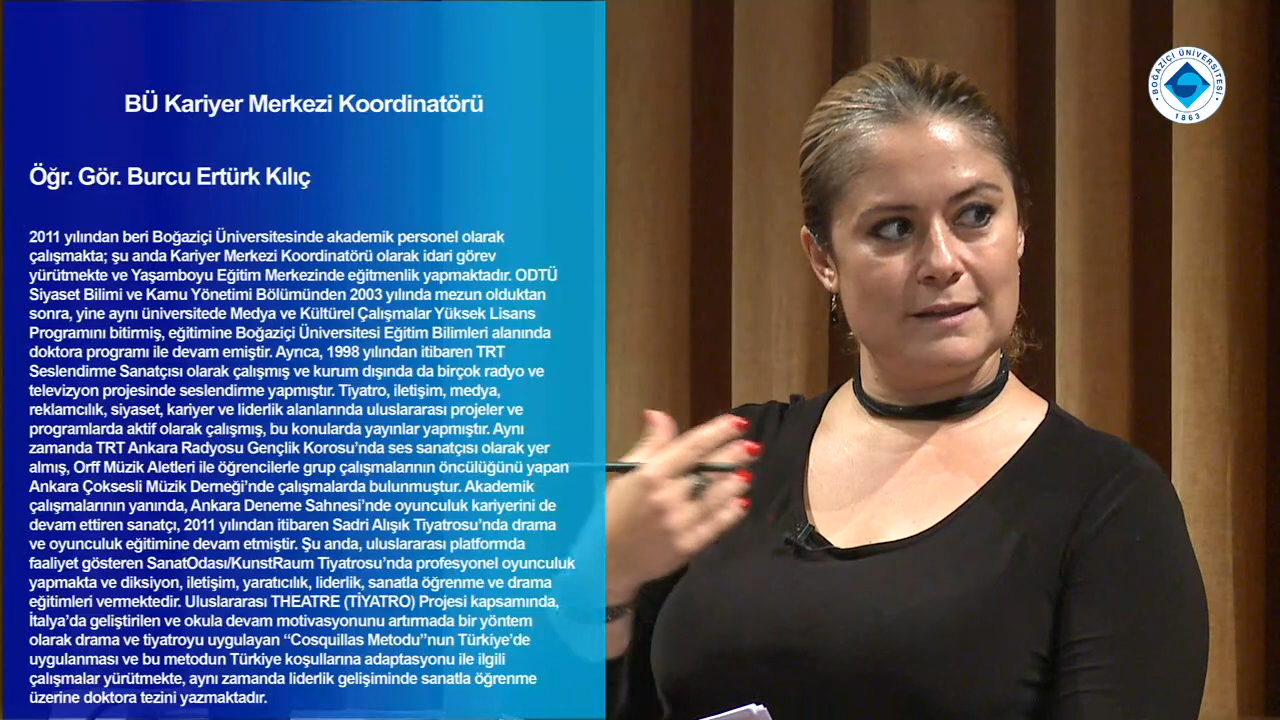 BÜ Kariyer Merkezi Koordinatörü
Öğr. Gör. Burcu Ertürk Kılıç
2011 yılından beri Boğaziçi Üniversitesinde akademik personel olarak
çalışmakta; şu anda Kariyer Merkezi Koordinatörü olarak idari görev
yürütmekte ve Yaşamboyu Eğitim Merkezinde eğitmenlik yapmaktadır. ODTÜ
Siyaset Bilimi ve Kamu Yönetimi Bölümünden 2003 yılında mezun olduktan
sonra, yine aynı üniversitede Medya ve Kültürel Çalışmalar Yüksek Lisans
Programını bitirmiş, eğitimine Boğaziçi Üniversitesi Eğitim Bilimleri alanında
doktora programı ile devam emiştir. Ayrıca, 1998 yılından itibaren TRT
Seslendirme Sanatçısı olarak çalışmış ve kurum dışında da birçok radyo ve
televizyon projesinde seslendirme yapmıştır. Tiyatro, iletişim, medya,
reklamcılık, siyaset, kariyer ve liderlik alanlarında uluslararası projeler ve
programlarda aktif olarak çalışmış, bu konularda yayınlar yapmıştır. Aynı
zamanda TRT Ankara Radyosu Gençlik Korosu’nda ses sanatçısı olarak yer
almış, Orff Müzik Aletleri ile öğrencilerle grup çalışmalarının öncülüğünü yapan
Ankara Çoksesli Müzik Derneği’nde çalışmalarda bulunmuştur. Akademik
çalışmalarının yanında, Ankara Deneme Sahnesi’nde oyunculuk kariyerini de
devam ettiren sanatçı, 2011 yılından itibaren Sadri Alışık Tiyatrosu’nda drama
ve oyunculuk eğitimine devam etmiştir. Şu anda, uluslararası platformda
faaliyet gösteren SanatOdası/KunstRaum Tiyatrosu’nda profesyonel oyunculuk
yapmakta ve diksiyon, iletişim, yaratıcılık, liderlik, sanatla öğrenme ve drama
eğitimleri vermektedir. Uluslararası THEATRE (TİYATRO) Projesi kapsamında,
İtalya’da geliştirilen ve okula devam motivasyonunu artırmada bir yöntem
olarak drama ve tiyatroyu uygulayan “Cosquillas Metodu”nun Türkiye’de
uygulanması ve bu metodun Türkiye koşullarına adaptasyonu ile ilgili
çalışmalar yürütmekte, aynı zamanda liderlik gelişiminde sanatla öğrenme
üzerine doktora tezini yazmaktadır.
BOĞAZİÇİ ÜNİVERSİTESİ
1863